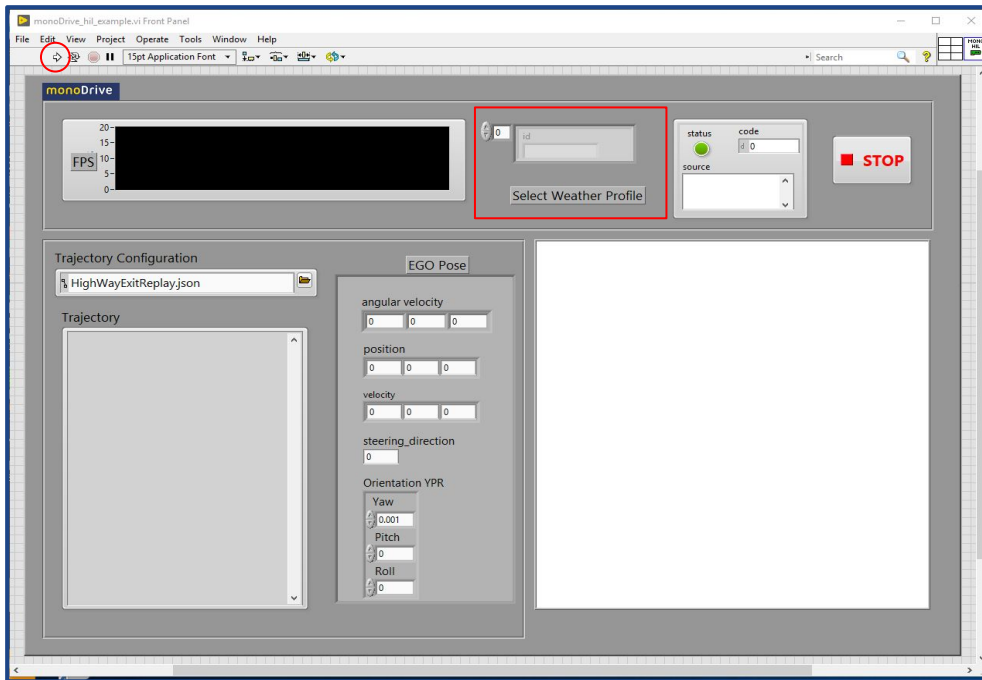 monoDrive_hil_example.vi Front Panel
File Edit View Project Operate Tools Window Help
15pt Application Font
Search
MONO
HIL
monoDrive
20-
15-
FPS 10-
5-
0-
0
id
Select Weather Profile
status
code
d 0
source
STOP
Trajectory Configuration
HighWayExitReplay.json
Trajectory
EGO Pose
angular velocity
0 0 0
position
0 0 0
velocity
0 0 0
steering_direction
0
Orientation YPR
Yaw
0.001
Pitch
0
Roll
0